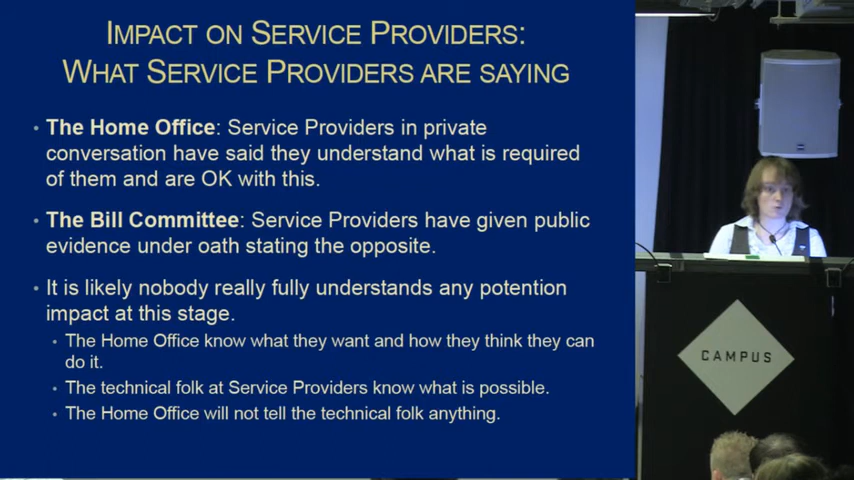 IMPACT ON SERVICE PROVIDERS:
WHAT SERVICE PROVIDERS ARE SAYING
• The Home Office: Service Providers in private
conversation have said they understand what is required
of them and are OK with this.
• The Bill Committee: Service Providers have given public
evidence under oath stating the opposite.
• It is likely nobody really fully understands any potention
impact at this stage.
• The Home Office know what they want and how they think they can
do it.
• The technical folk at Service Providers know what is possible.
• The Home Office will not tell the technical folk anything.
CAMPUS